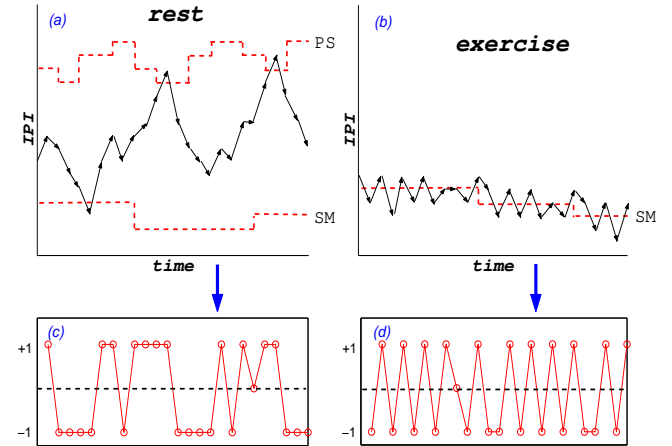 (a)
rest
PS
IPI
SM
time
(b)
exercise
IPI
SM
time
(c)
+1
−1
(d)
+1
−1